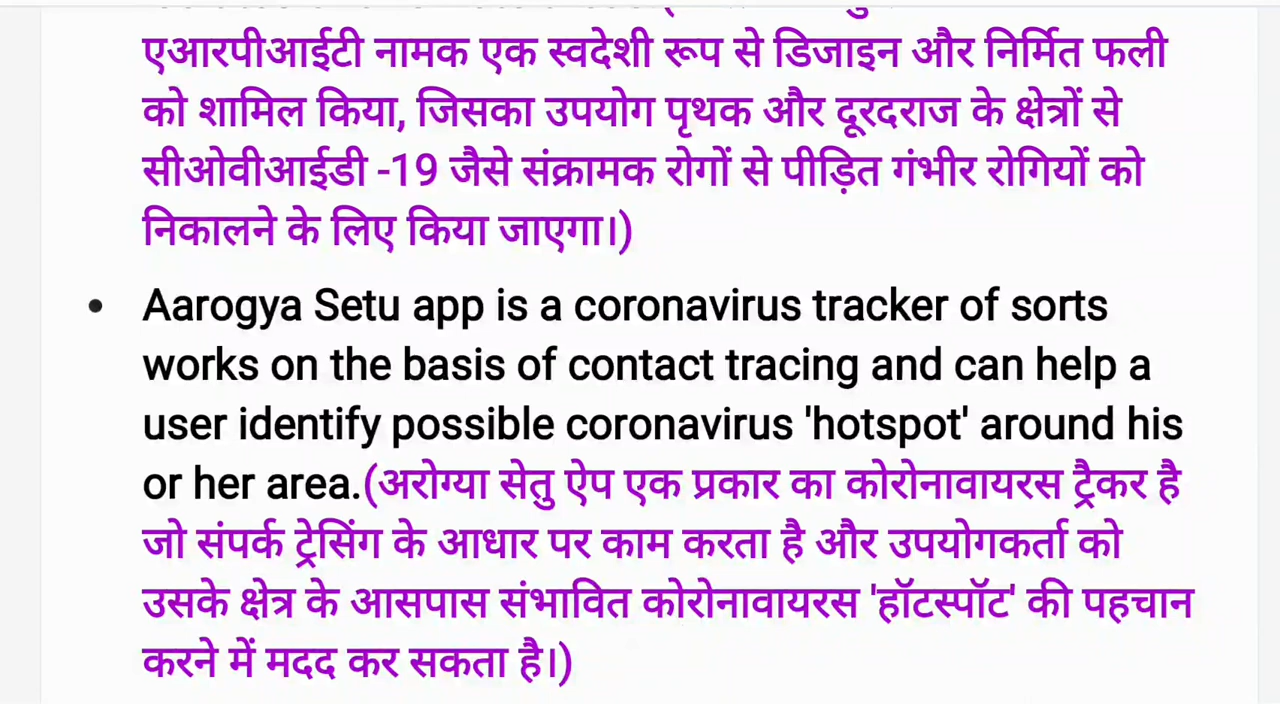 एआरपीआईटी नामक एक स्वदेशी रूप से डिजाइन और निर्मित फली
को शामिल किया, जिसका उपयोग पृथक और दूरदराज के क्षेत्रों से
सीओवीआईडी -19 जैसे संक्रामक रोगों से पीड़ित गंभीर रोगियों को
निकालने के लिए किया जाएगा।)
• Aarogya Setu app is a coronavirus tracker of sorts
works on the basis of contact tracing and can help a
user identify possible coronavirus 'hotspot' around his
or her area.(अरोग्या सेतु ऐप एक प्रकार का कोरोनावायरस ट्रैकर है
जो संपर्क ट्रेसिंग के आधार पर काम करता है और उपयोगकर्ता को
उसके क्षेत्र के आसपास संभावित कोरोनावायरस 'हॉटस्पॉट' की पहचान
करने में मदद कर सकता है।)